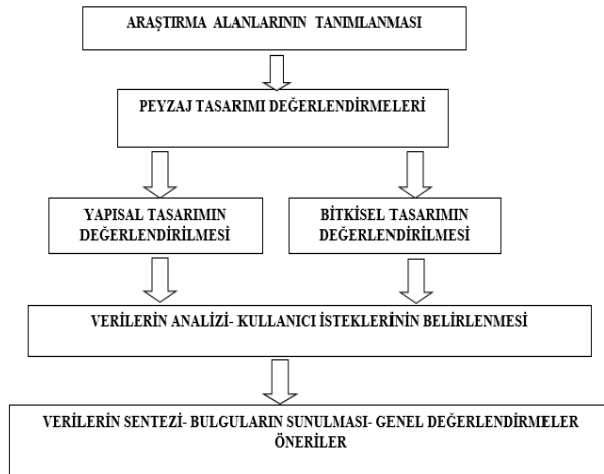 ARAŞTIRMA ALANLARININ TANIMLANMASI
PEYZAJ TASARIMI DEĞERLENDİRMELERİ
YAPISAL TASARIMIN
DEĞERLENDİRİLMESİ
BİTKİSEL TASARIMIN
DEĞERLENDİRİLMESİ
VERİLERİN ANALİZİ- KULLANICI İSTEKLERİNİN BELİRLENMESİ
VERİLERİN SENTEZİ- BULGULARIN SUNULMASI- GENEL DEĞERLENDİRMELER
ÖNERİLER